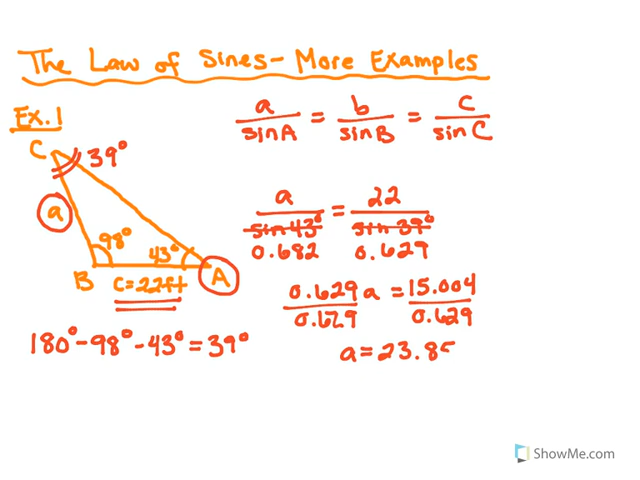 The Law of Sines - More Examples
Ex. 1
a/sinA = b/sinB = c/sinC
C 39°
a
98° 43°
B c=22ft A
a/sin 43° = 22/sin 39°
0.682 0.629
0.629a/0.629 = 15.004/0.629
180° - 98° - 43° = 39°
a = 23.85
ShowMe.com